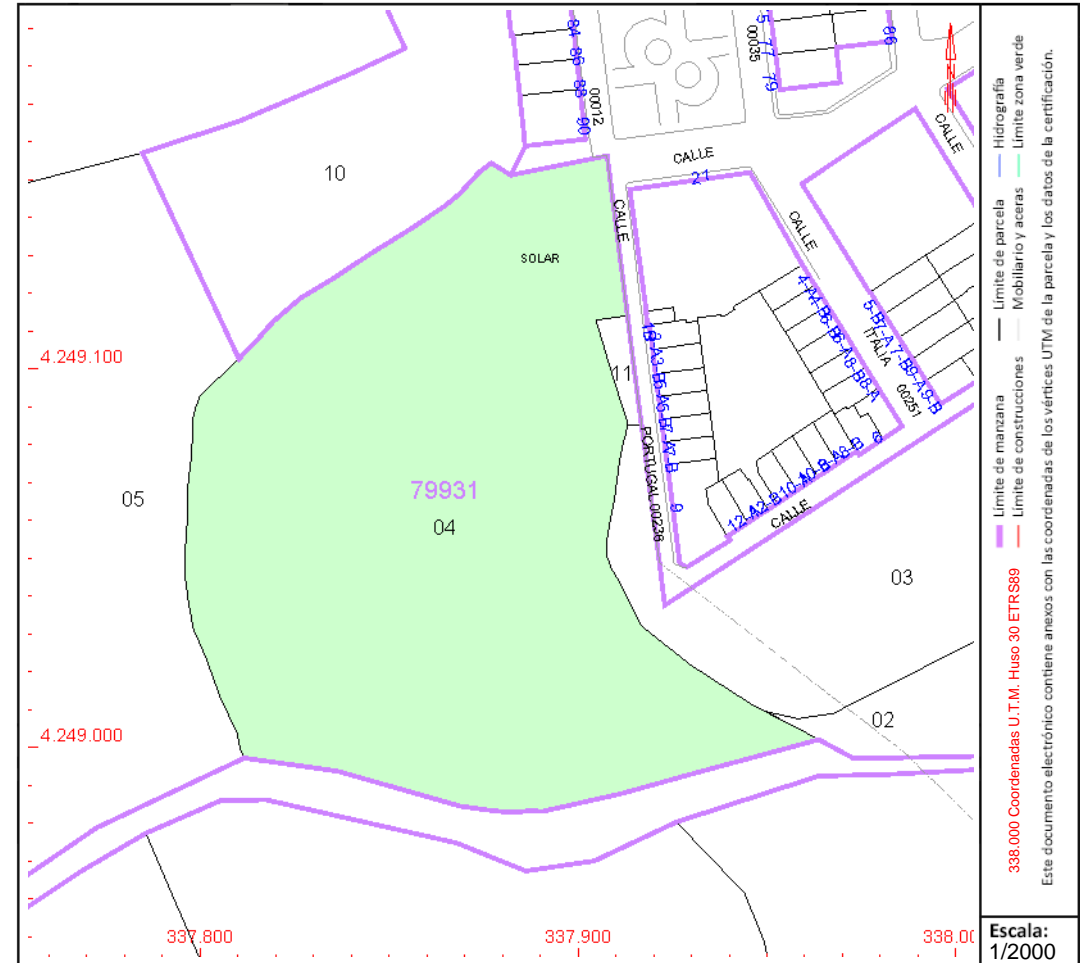 84
86
88
90
00012
00035
5
77
79
86
CALLE
CALLE
21
CALLE
CALLE
10
SOLAR
11
4.249.100
05
79931
04
PORTUGAL 00236
9
ITALIA
00251
CALLE
03
02
4.249.000
337.800
337.900
338.00
Límite de manzana
Límite de parcela
Hidrografía
Límite de construcciones
Mobiliario y aceras
Límite zona verde
338.000 Coordenadas U.T.M. Huso 30 ETRS89
Este documento electrónico contiene anexos con las coordenadas de los vértices UTM de la parcela y los datos de la certificación.
Escala:
1/2000